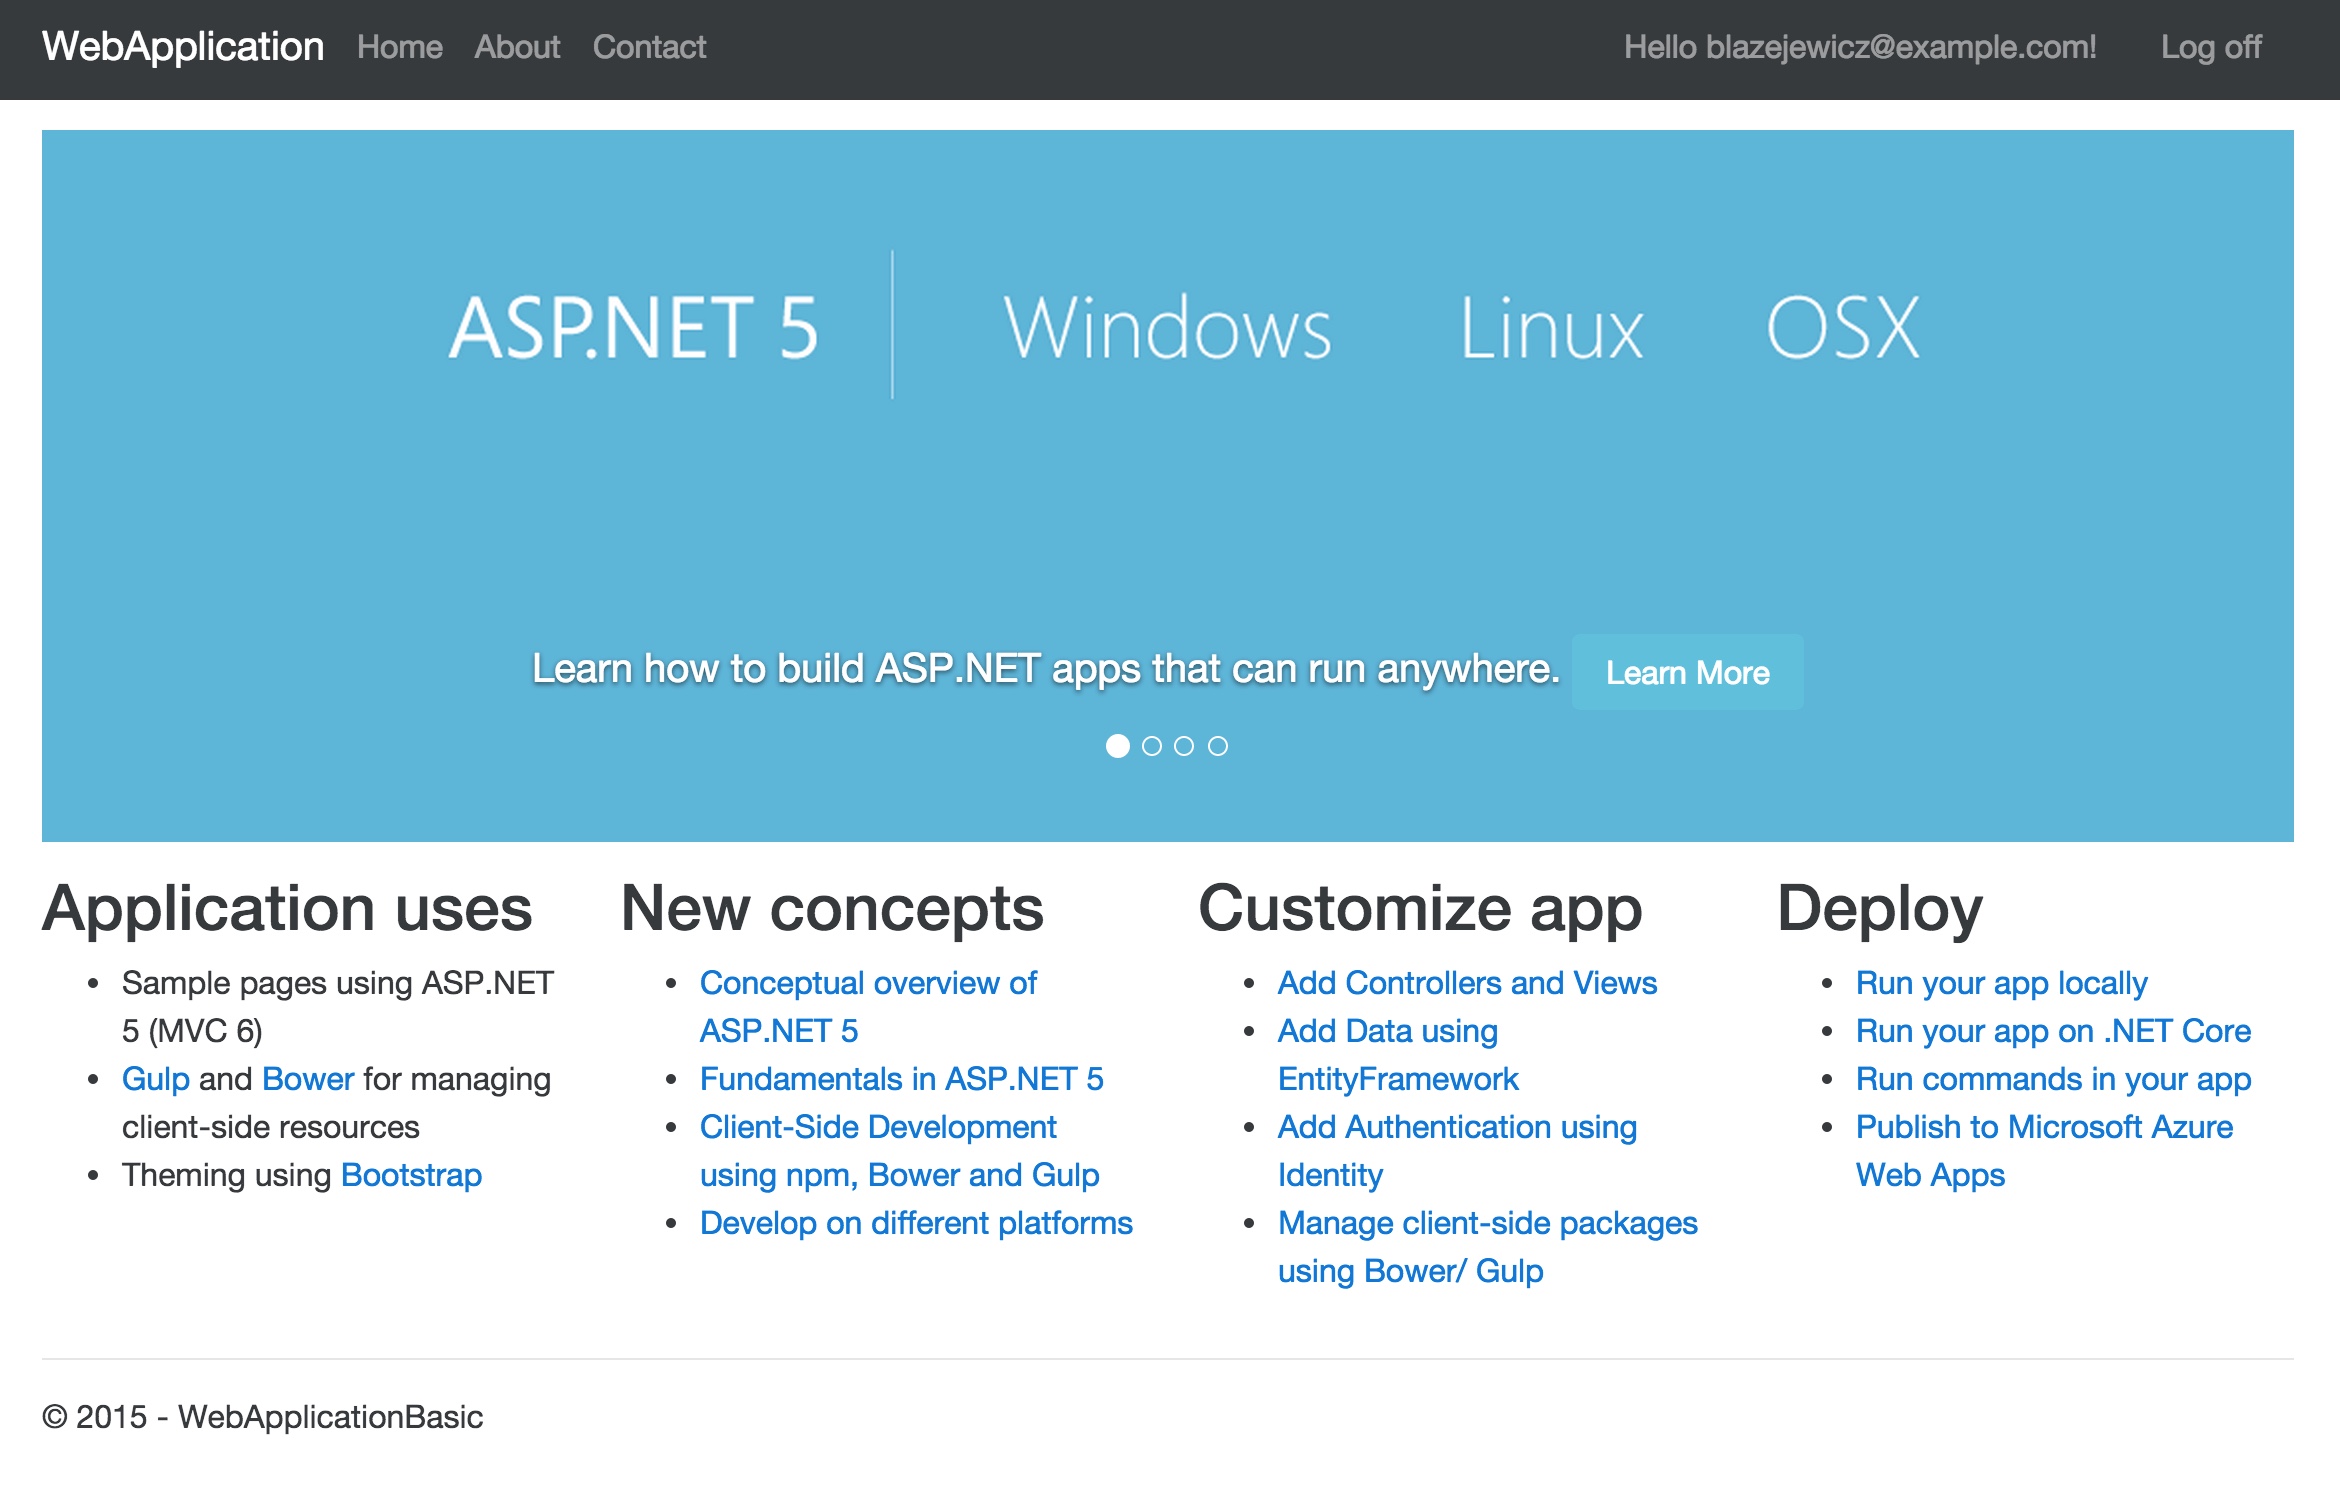 WebApplication Home About Contact Hello blazejewicz@example.com! Log off
ASP.NET 5 Windows Linux OSX
Learn how to build ASP.NET apps that can run anywhere. Learn More
Application uses
Sample pages using ASP.NET
5 (MVC 6)
Gulp and Bower for managing
client-side resources
Theming using Bootstrap
New concepts
Conceptual overview of
ASP.NET 5
Fundamentals in ASP.NET 5
Client-Side Development
using npm, Bower and Gulp
Develop on different platforms
Customize app
Add Controllers and Views
Add Data using
EntityFramework
Add Authentication using
Identity
Manage client-side packages
using Bower/ Gulp
Deploy
Run your app locally
Run your app on .NET Core
Run commands in your app
Publish to Microsoft Azure
Web Apps
© 2015 - WebApplicationBasic